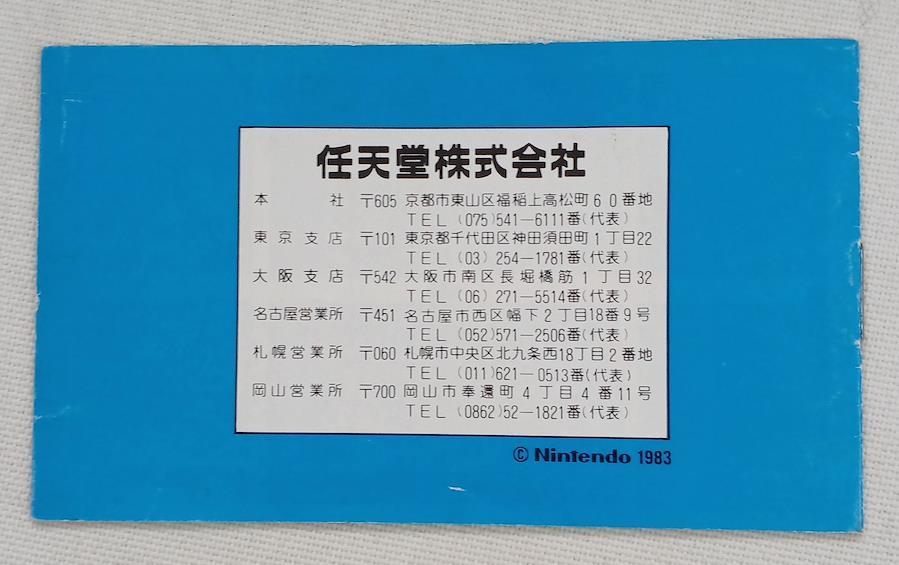 任天堂株式会社
本社 〒605 京都市東山区福稲上高松町60番地
TEL (075)541-6111番(代表)
東京支店 〒101 東京都千代田区神田須田町1丁目22
TEL (03) 254-1781番(代表)
大阪支店 〒542 大阪市南区長堀橋筋1丁目32
TEL (06) 271-5514番(代表)
名古屋営業所 〒451 名古屋市西区幅下2丁目18番9号
TEL (052)571-2506番(代表)
札幌営業所 〒060 札幌市中央区北九条西18丁目2番地
TEL (011)621-0513番(代表)
岡山営業所 〒700 岡山市奉還町4丁目4番11号
TEL (0862)52-1821番(代表)
© Nintendo 1983